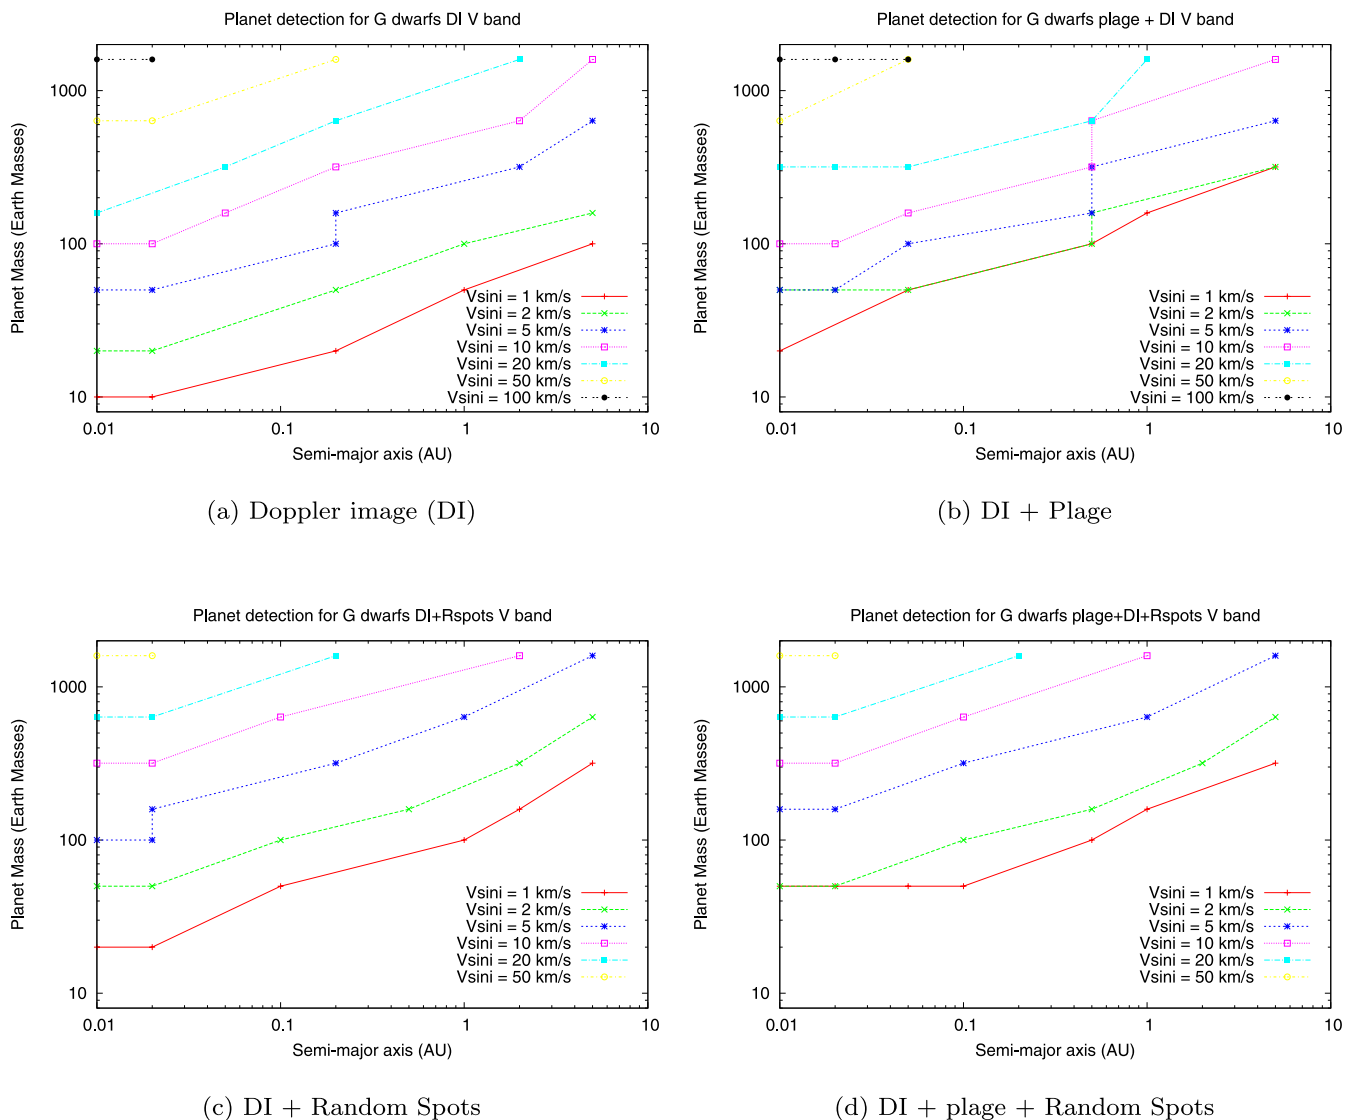 Planet detection for G dwarfs DI V band
Planet Mass (Earth Masses)
1000
100
10
0.01
0.1
1
10
Semi-major axis (AU)
Vsini = 1 km/s
Vsini = 2 km/s
Vsini = 5 km/s
Vsini = 10 km/s
Vsini = 20 km/s
Vsini = 50 km/s
Vsini = 100 km/s
(a) Doppler image (DI)
Planet detection for G dwarfs plage + DI V band
Planet Mass (Earth Masses)
1000
100
10
0.01
0.1
1
10
Semi-major axis (AU)
Vsini = 1 km/s
Vsini = 2 km/s
Vsini = 5 km/s
Vsini = 10 km/s
Vsini = 20 km/s
Vsini = 50 km/s
Vsini = 100 km/s
(b) DI + Plage
Planet detection for G dwarfs DI+Rspots V band
Planet Mass (Earth Masses)
1000
100
10
0.01
0.1
1
10
Semi-major axis (AU)
Vsini = 1 km/s
Vsini = 2 km/s
Vsini = 5 km/s
Vsini = 10 km/s
Vsini = 20 km/s
Vsini = 50 km/s
(c) DI + Random Spots
Planet detection for G dwarfs plage+DI+Rspots V band
Planet Mass (Earth Masses)
1000
100
10
0.01
0.1
1
10
Semi-major axis (AU)
Vsini = 1 km/s
Vsini = 2 km/s
Vsini = 5 km/s
Vsini = 10 km/s
Vsini = 20 km/s
Vsini = 50 km/s
(d) DI + plage + Random Spots